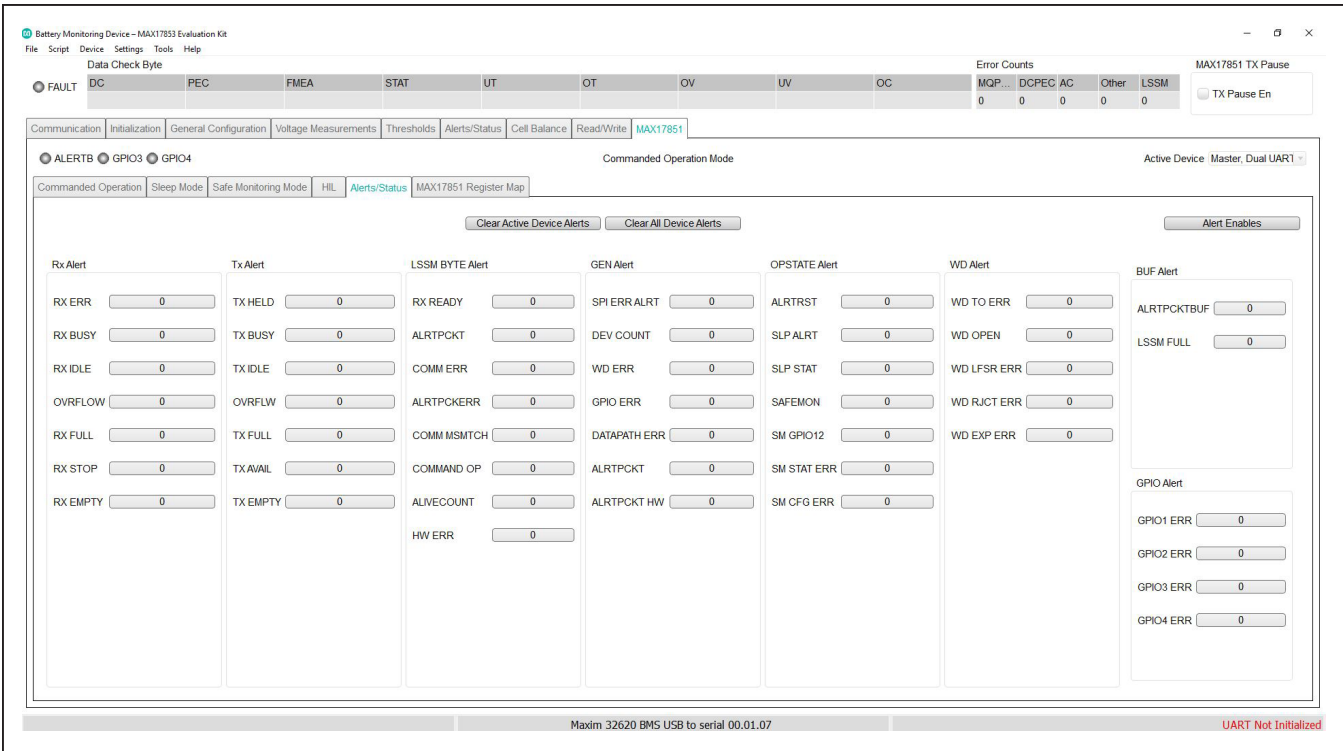 Battery Monitoring Device – MAX17853 Evaluation Kit
File Script Device Settings Tools Help
Data Check Byte Error Counts MAX17851 TX Pause
FAULT DC PEC FMEA STAT UT OT OV UV OC MQP... DCPEC AC Other LSSM TX Pause En
0 0 0 0 0
Communication Initialization General Configuration Voltage Measurements Thresholds Alerts/Status Cell Balance Read/Write MAX17851
ALERTB GPIO3 GPIO4 Commanded Operation Mode Active Device Master, Dual UART
Commanded Operation Sleep Mode Safe Monitoring Mode HIL Alerts/Status MAX17851 Register Map
Clear Active Device Alerts Clear All Device Alerts Alert Enables
Rx Alert
RX ERR 0
RX BUSY 0
RX IDLE 0
OVRFLOW 0
RX FULL 0
RX STOP 0
RX EMPTY 0
Tx Alert
TX HELD 0
TX BUSY 0
TX IDLE 0
OVRFLW 0
TX FULL 0
TX AVAIL 0
TX EMPTY 0
LSSM BYTE Alert
RX READY 0
ALRTPCKT 0
COMM ERR 0
ALRTPCKERR 0
COMM MSMTCH 0
COMMAND OP 0
ALIVECOUNT 0
HW ERR 0
GEN Alert
SPI ERR ALRT 0
DEV COUNT 0
WD ERR 0
GPIO ERR 0
DATAPATH ERR 0
ALRTPCKT 0
ALRTPCKT HW 0
OPSTATE Alert
ALRTRST 0
SLP ALRT 0
SLP STAT 0
SAFEMON 0
SM GPIO12 0
SM STAT ERR 0
SM CFG ERR 0
WD Alert
WD TO ERR 0
WD OPEN 0
WD LFSR ERR 0
WD RJCT ERR 0
WD EXP ERR 0
BUF Alert
ALRTPCKTBUF 0
LSSM FULL 0
GPIO Alert
GPIO1 ERR 0
GPIO2 ERR 0
GPIO3 ERR 0
GPIO4 ERR 0
Maxim 32620 BMS USB to serial 00.01.07 UART Not Initialized